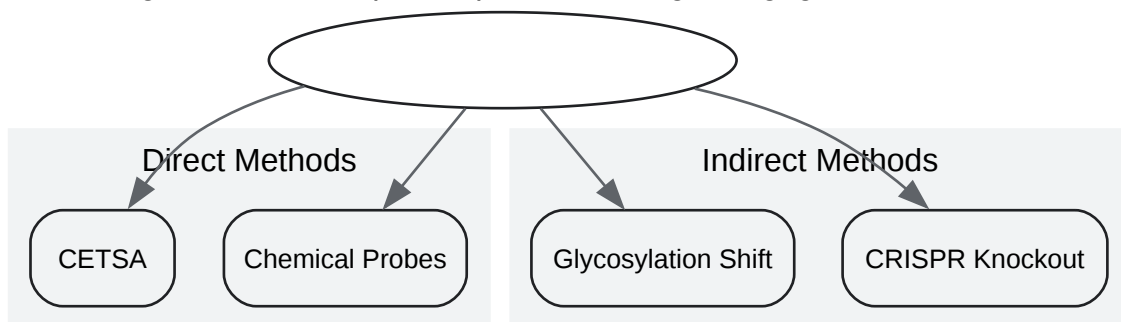 Direct Methods
Indirect Methods
CETSA
Chemical Probes
Glycosylation Shift
CRISPR Knockout